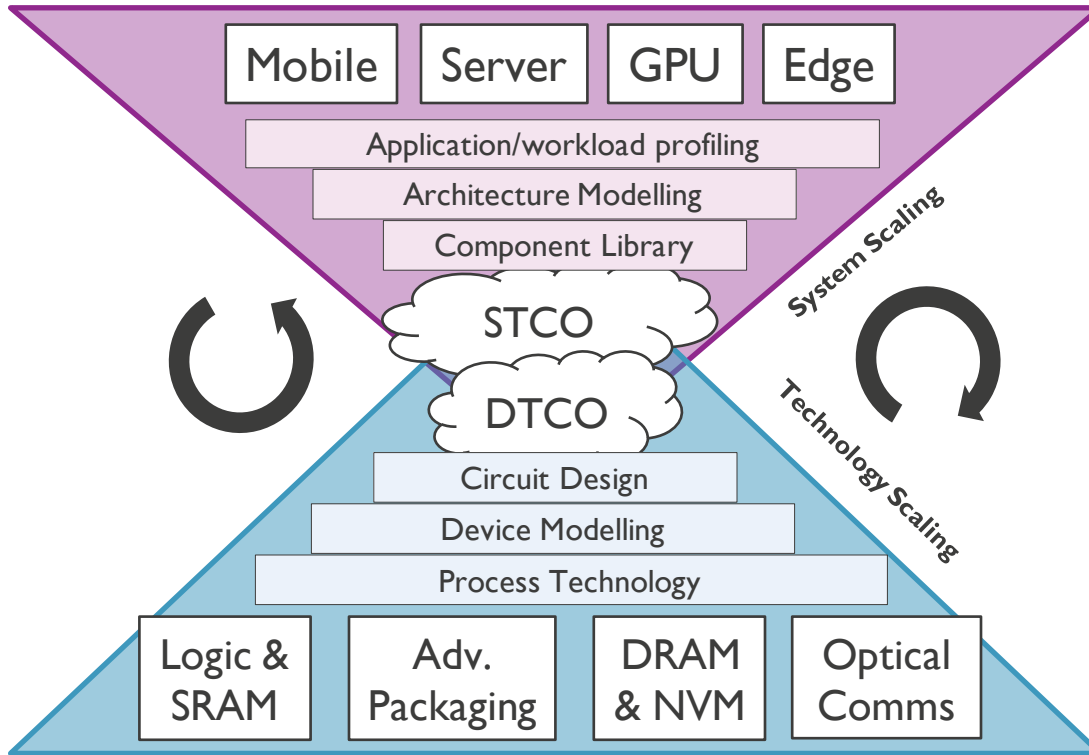 Mobile
Server
GPU
Edge
Application/workload profiling
Architecture Modelling
Component Library
System Scaling
STCO
DTCO
Technology Scaling
Circuit Design
Device Modelling
Process Technology
Logic &
SRAM
Adv.
Packaging
DRAM
& NVM
Optical
Comms